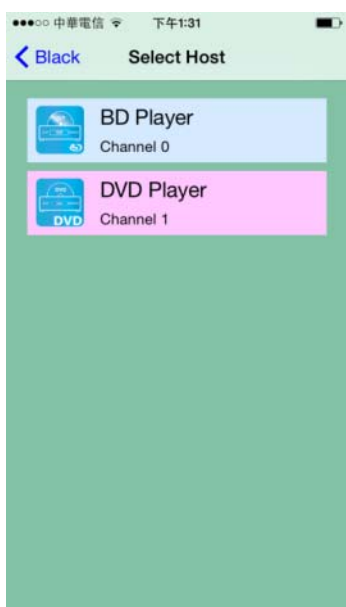 中華電信 下午1:31
Black Select Host
BD Player
Channel 0
DVD Player
DVD Channel 1